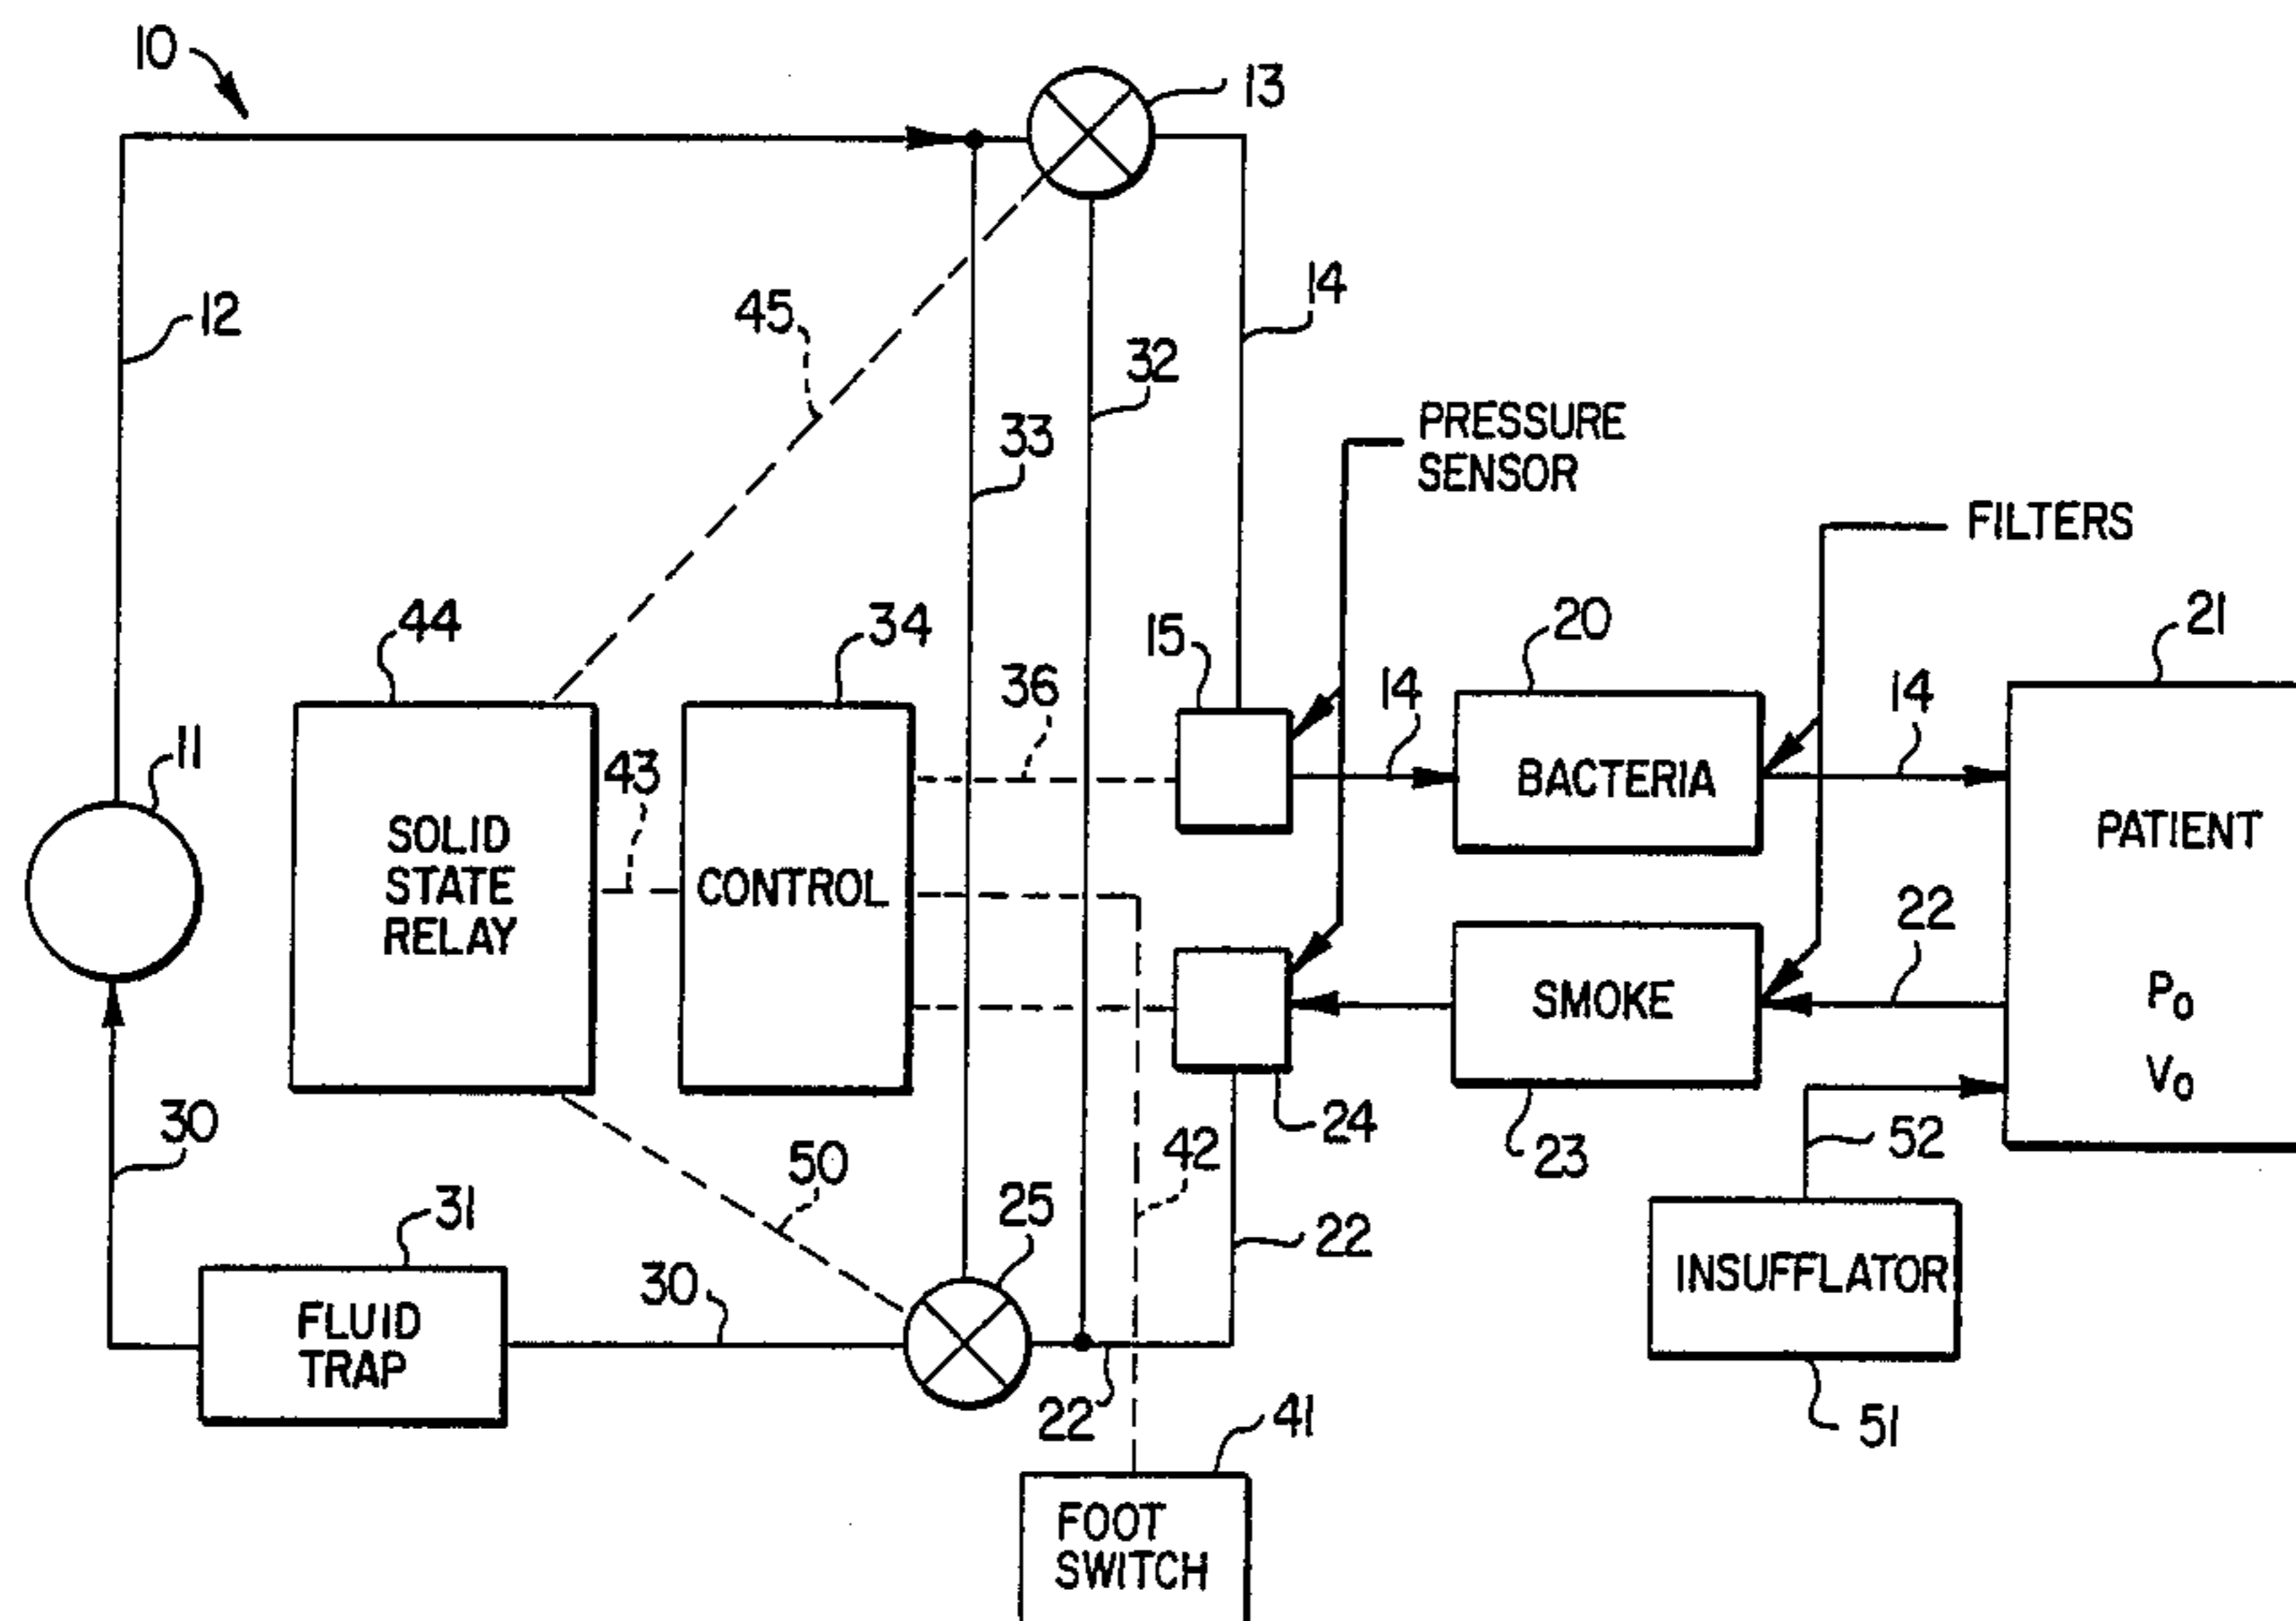 10
13
12
45
14
32
33
PRESSURE
SENSOR
FILTERS
44
34
15
20
21
36
14
14
11
43
BACTERIA
PATIENT
SOLID
STATE
RELAY
CONTROL
22
SMOKE
Po
Vo
30
50
42
24
23
52
31
25
22
INSUFFLATOR
FLUID
TRAP
30
22
41
51
FOOT
SWITCH